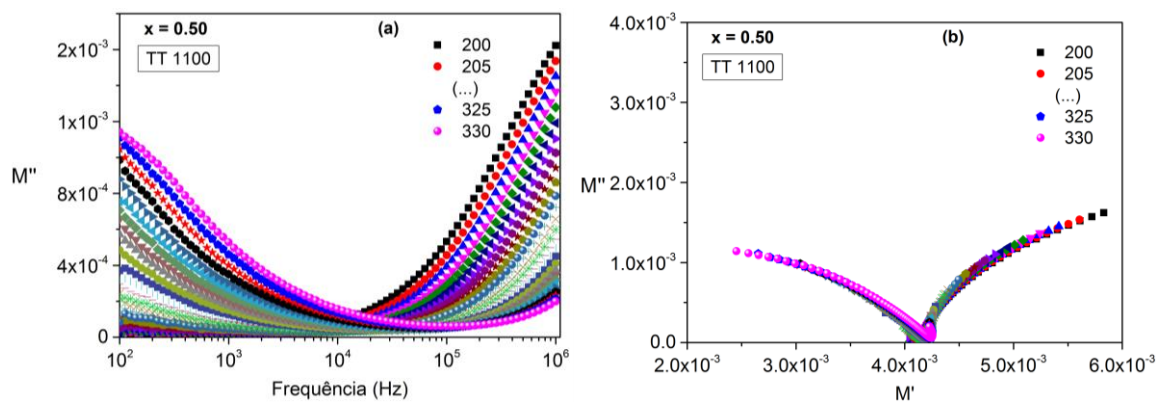 x = 0.50
(a)
TT 1100
200
205
(...)
325
330
2x10⁻³
1x10⁻³
8x10⁻⁴
4x10⁻⁴
0
M''
10² 10³ 10⁴ 10⁵ 10⁶
Frequência (Hz)
x = 0.50
(b)
TT 1100
200
205
(...)
325
330
4.0x10⁻³
3.0x10⁻³
2.0x10⁻³
1.0x10⁻³
0.0
M''
2.0x10⁻³ 3.0x10⁻³ 4.0x10⁻³ 5.0x10⁻³ 6.0x10⁻³
M'